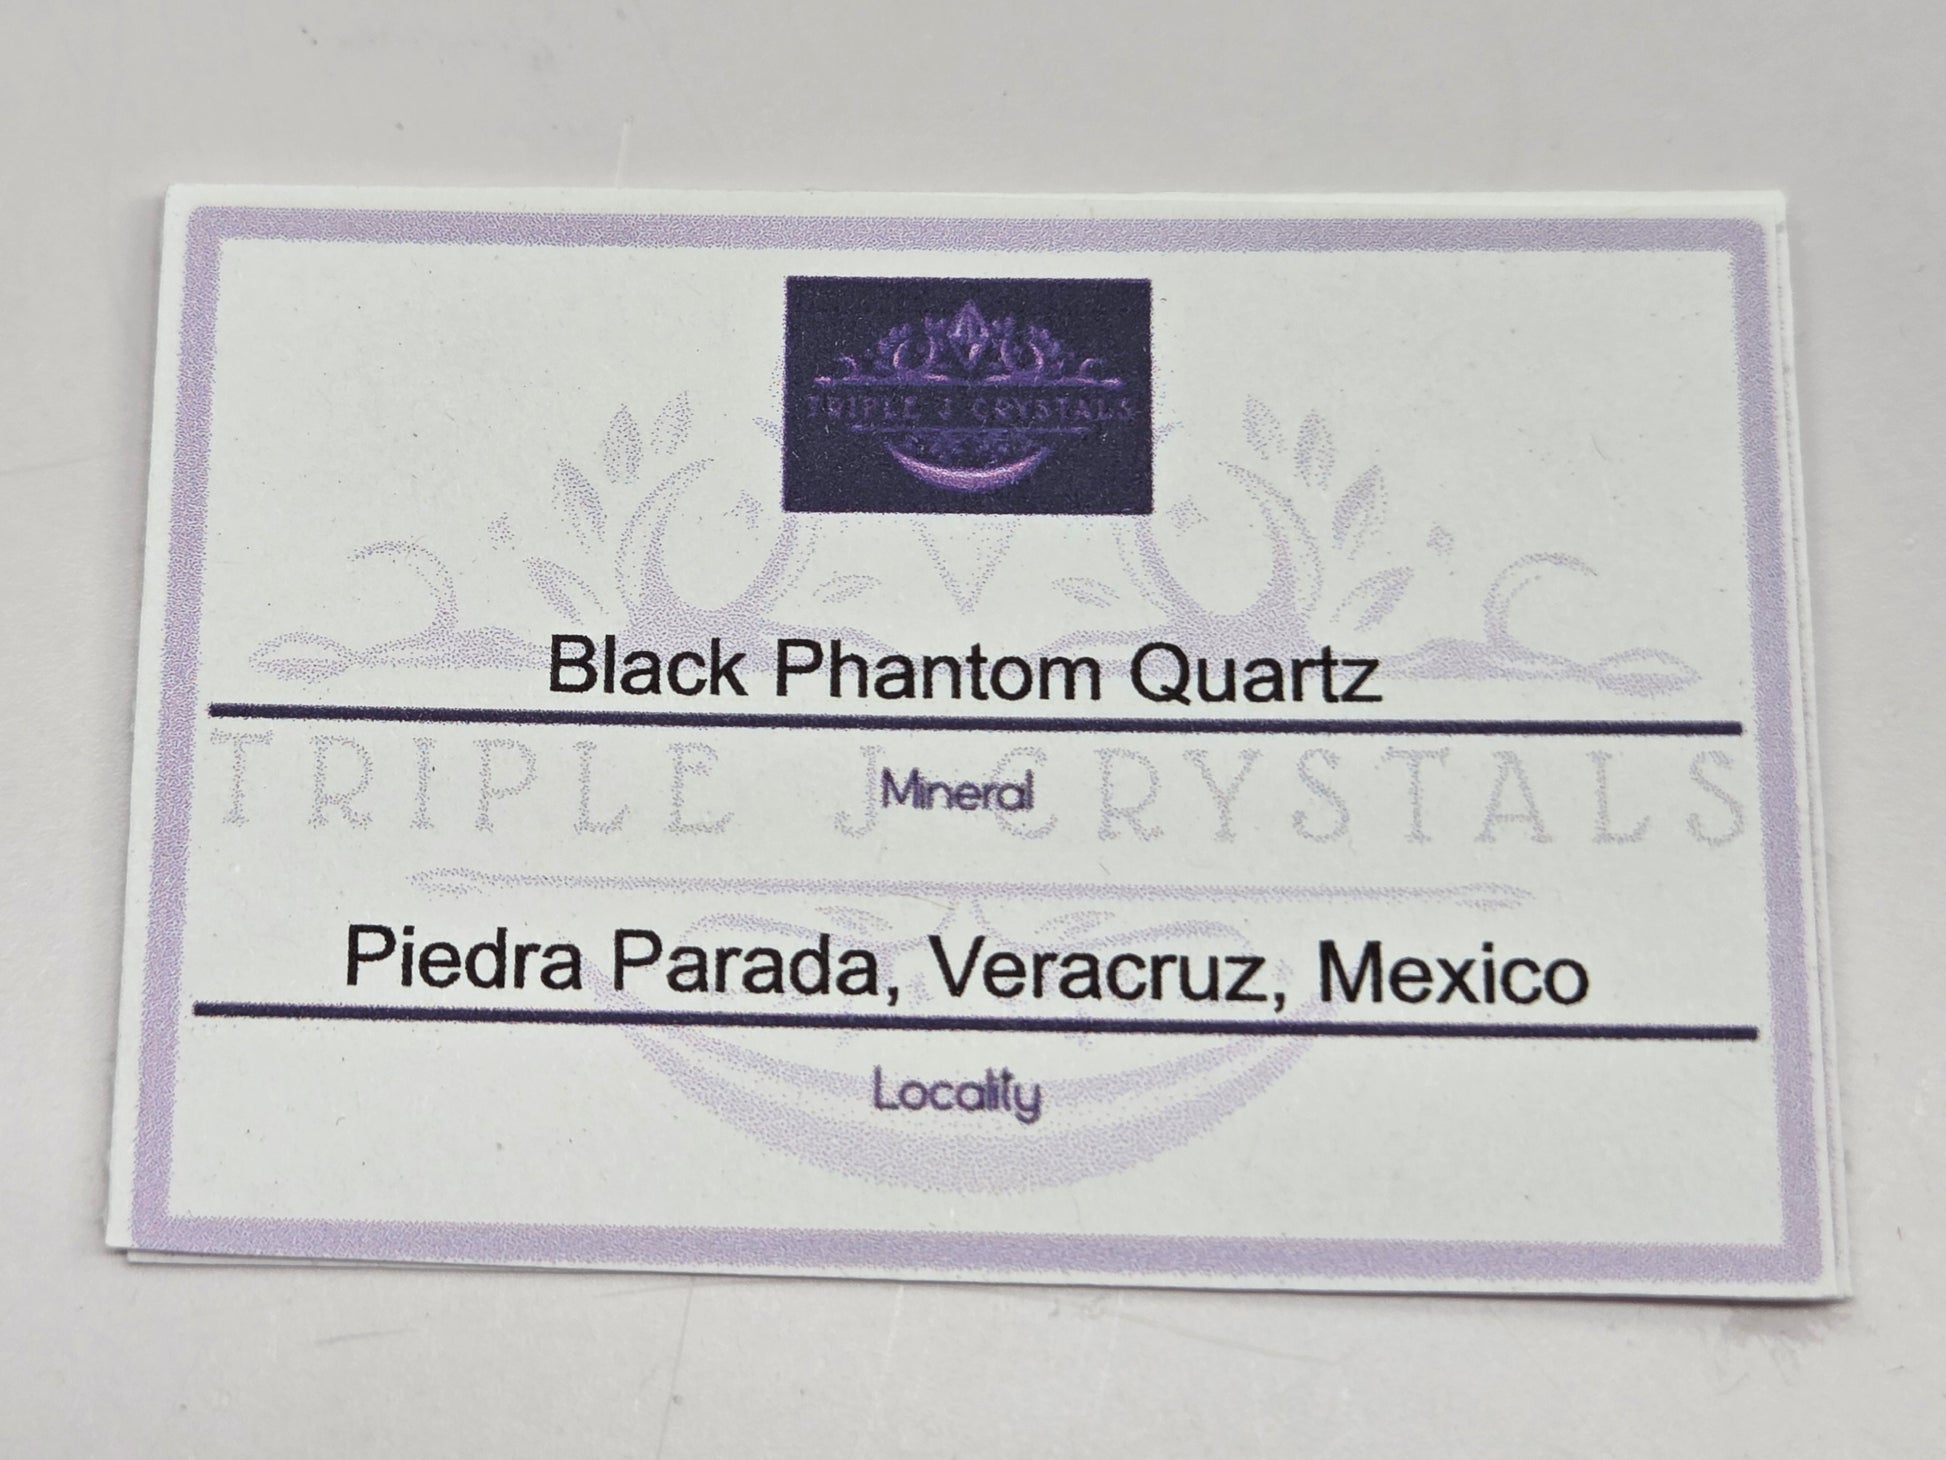 TRIPLE J CRYSTALS
Black Phantom Quartz
TRIPLE J CRYSTALS
Mineral
Piedra Parada, Veracruz, Mexico
Locality